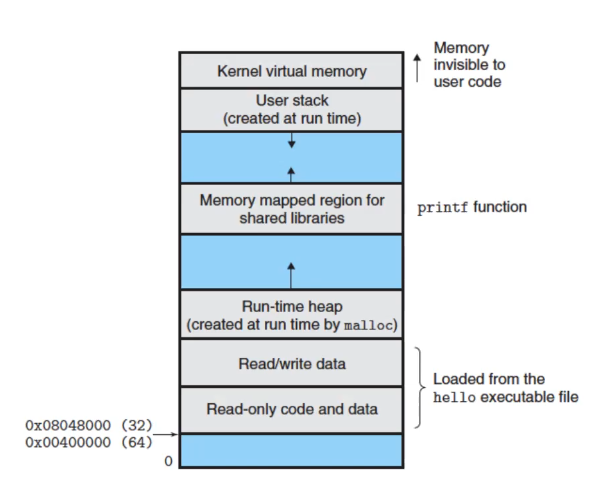 Memory
invisible to
user code
Kernel virtual memory
User stack
(created at run time)
Memory mapped region for
shared libraries
printf function
Run-time heap
(created at run time by malloc)
Read/write data
Loaded from the
hello executable file
Read-only code and data
0x08048000 (32)
0x00400000 (64)
0